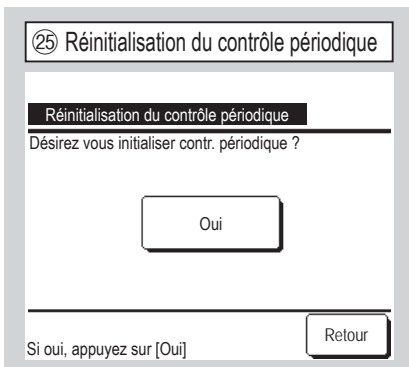 ㉕ Réinitialisation du contrôle périodique
Réinitialisation du contrôle périodique
Désirez vous initialiser contr. périodique ?
Oui
Retour
Si oui, appuyez sur [Oui]